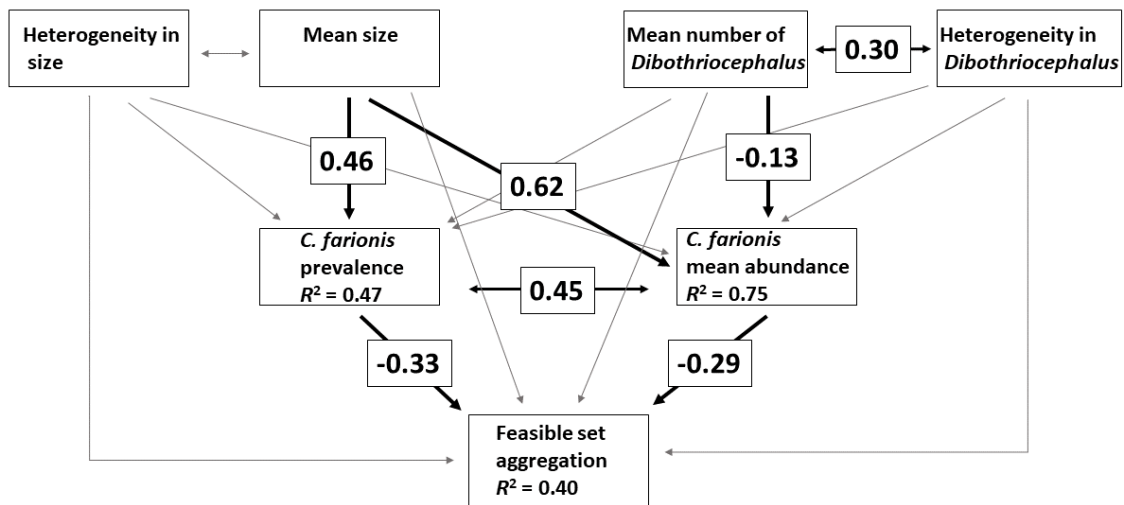 Heterogeneity in
size
Mean size
Mean number of
Dibothriocephalus
0.30
Heterogeneity in
Dibothriocephalus
0.46
0.62
-0.13
C. farionis
prevalence
R² = 0.47
0.45
C. farionis
mean abundance
R² = 0.75
-0.33
-0.29
Feasible set
aggregation
R² = 0.40